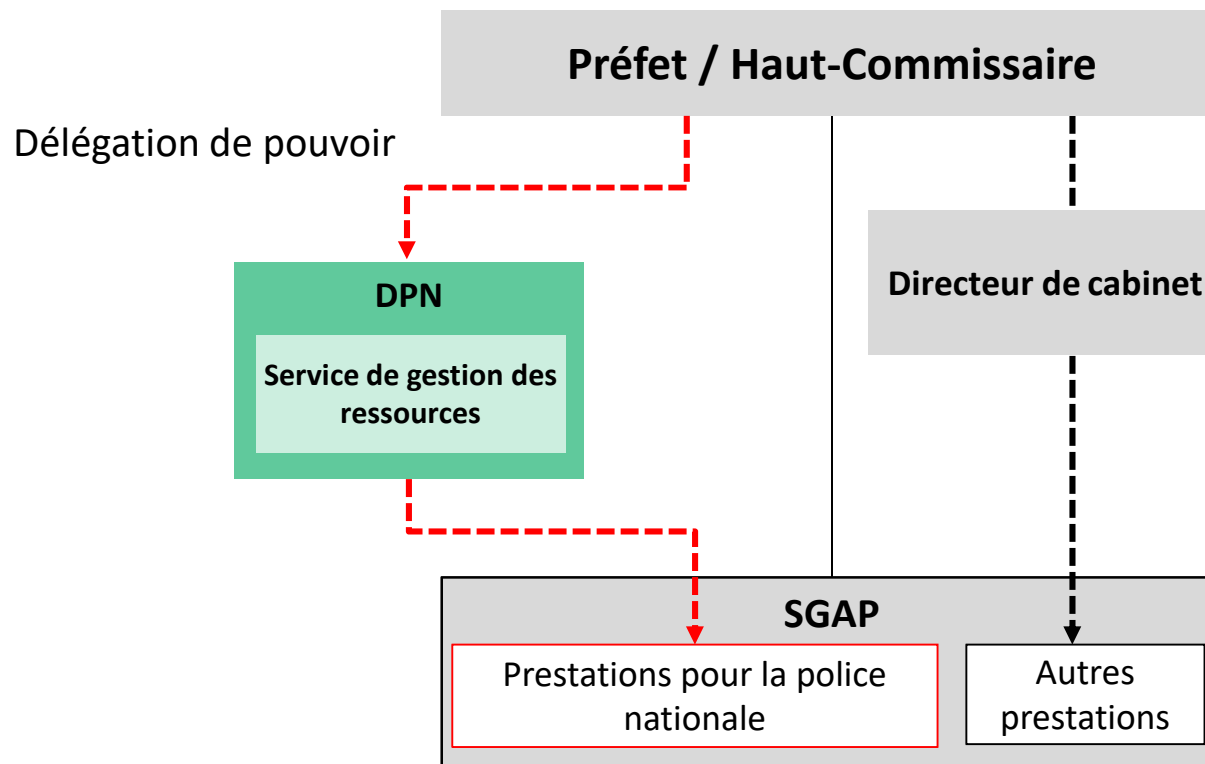 Préfet / Haut-Commissaire
Délégation de pouvoir
DPN
Service de gestion des
ressources
Directeur de cabinet
SGAP
Prestations pour la police
nationale
Autres
prestations